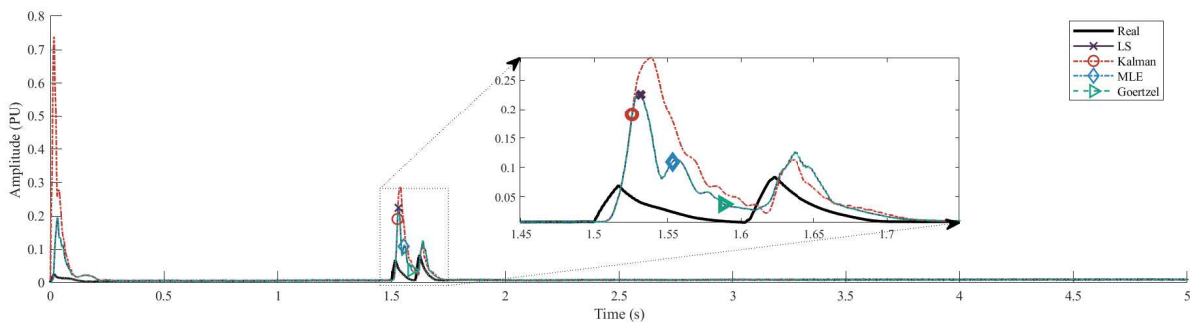 0.8
0.7
0.6
0.5
0.4
0.3
0.2
0.1
0
Amplitude (PU)
0 0.5 1 1.5 2 2.5 3 3.5 4 4.5 5
Time (s)
0.25
0.2
0.15
0.1
0.05
1.45 1.5 1.55 1.6 1.65 1.7
Real
LS
Kalman
MLE
Goertzel